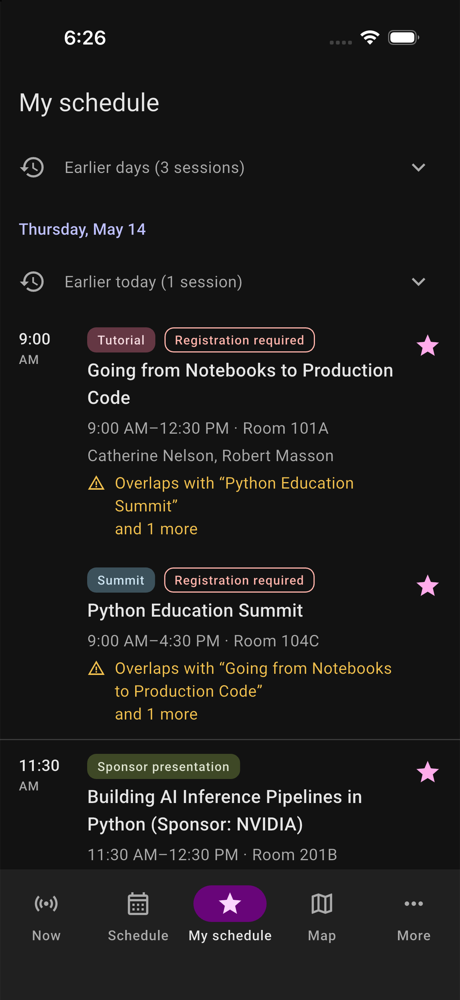 6:26
My schedule
Earlier days (3 sessions)
Thursday, May 14
Earlier today (1 session)
9:00
AM
Tutorial
Registration required
Going from Notebooks to Production
Code
9:00 AM–12:30 PM · Room 101A
Catherine Nelson, Robert Masson
Overlaps with “Python Education
Summit”
and 1 more
Summit
Registration required
Python Education Summit
9:00 AM–4:30 PM · Room 104C
Overlaps with “Going from Notebooks
to Production Code”
and 1 more
11:30
AM
Sponsor presentation
Building AI Inference Pipelines in
Python (Sponsor: NVIDIA)
11:30 AM–12:30 PM · Room 201B
Now
Schedule
My schedule
Map
More